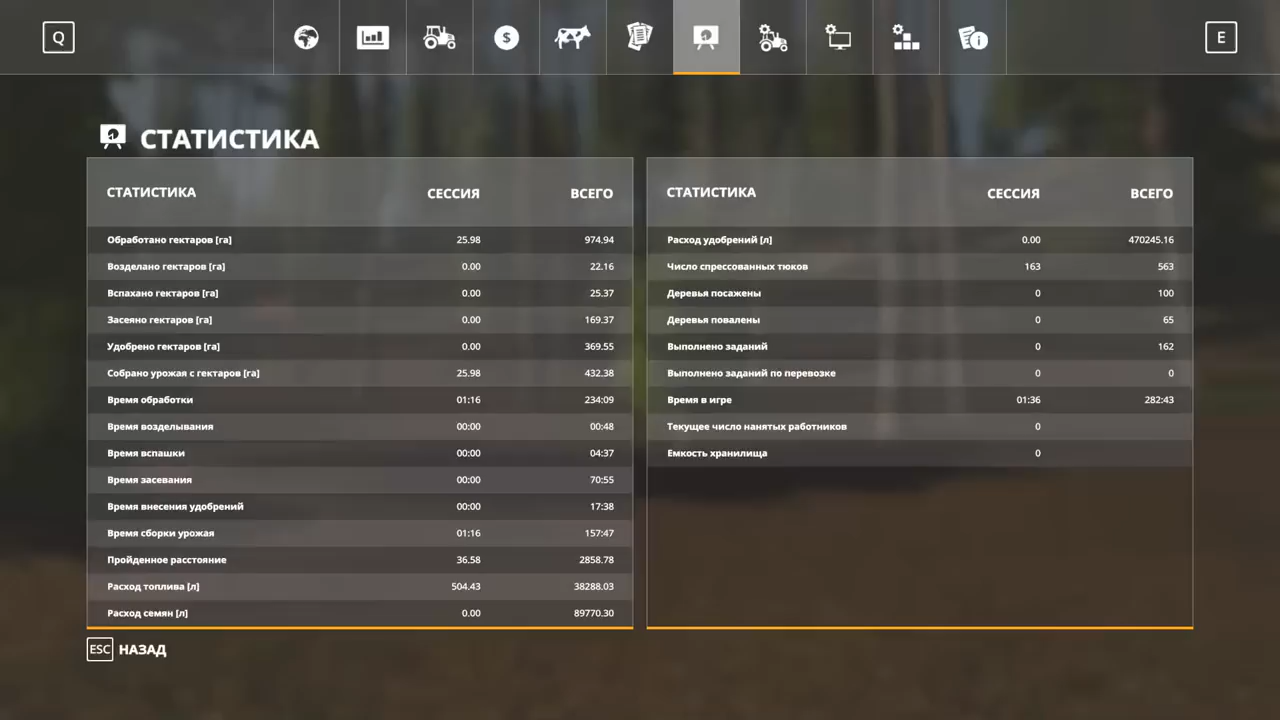 Q
E
СТАТИСТИКА
СТАТИСТИКА СЕССИЯ ВСЕГО
Обработано гектаров [га] 25.98 974.94
Возделано гектаров [га] 0.00 22.16
Вспахано гектаров [га] 0.00 25.37
Засеяно гектаров [га] 0.00 169.37
Удобрено гектаров [га] 0.00 369.55
Собрано урожая с гектаров [га] 25.98 432.38
Время обработки 01:16 234:09
Время возделывания 00:00 00:48
Время вспашки 00:00 04:37
Время засевания 00:00 70:55
Время внесения удобрений 00:00 17:38
Время сборки урожая 01:16 157:47
Пройденное расстояние 36.58 2858.78
Расход топлива [л] 504.43 38288.03
Расход семян [л] 0.00 89770.30
СТАТИСТИКА СЕССИЯ ВСЕГО
Расход удобрений [л] 0.00 470245.16
Число спрессованных тюков 163 563
Деревья посажены 0 100
Деревья повалены 0 65
Выполнено заданий 0 162
Выполнено заданий по перевозке 0 0
Время в игре 01:36 282:43
Текущее число нанятых работников 0
Емкость хранилища 0
ESC НАЗАД